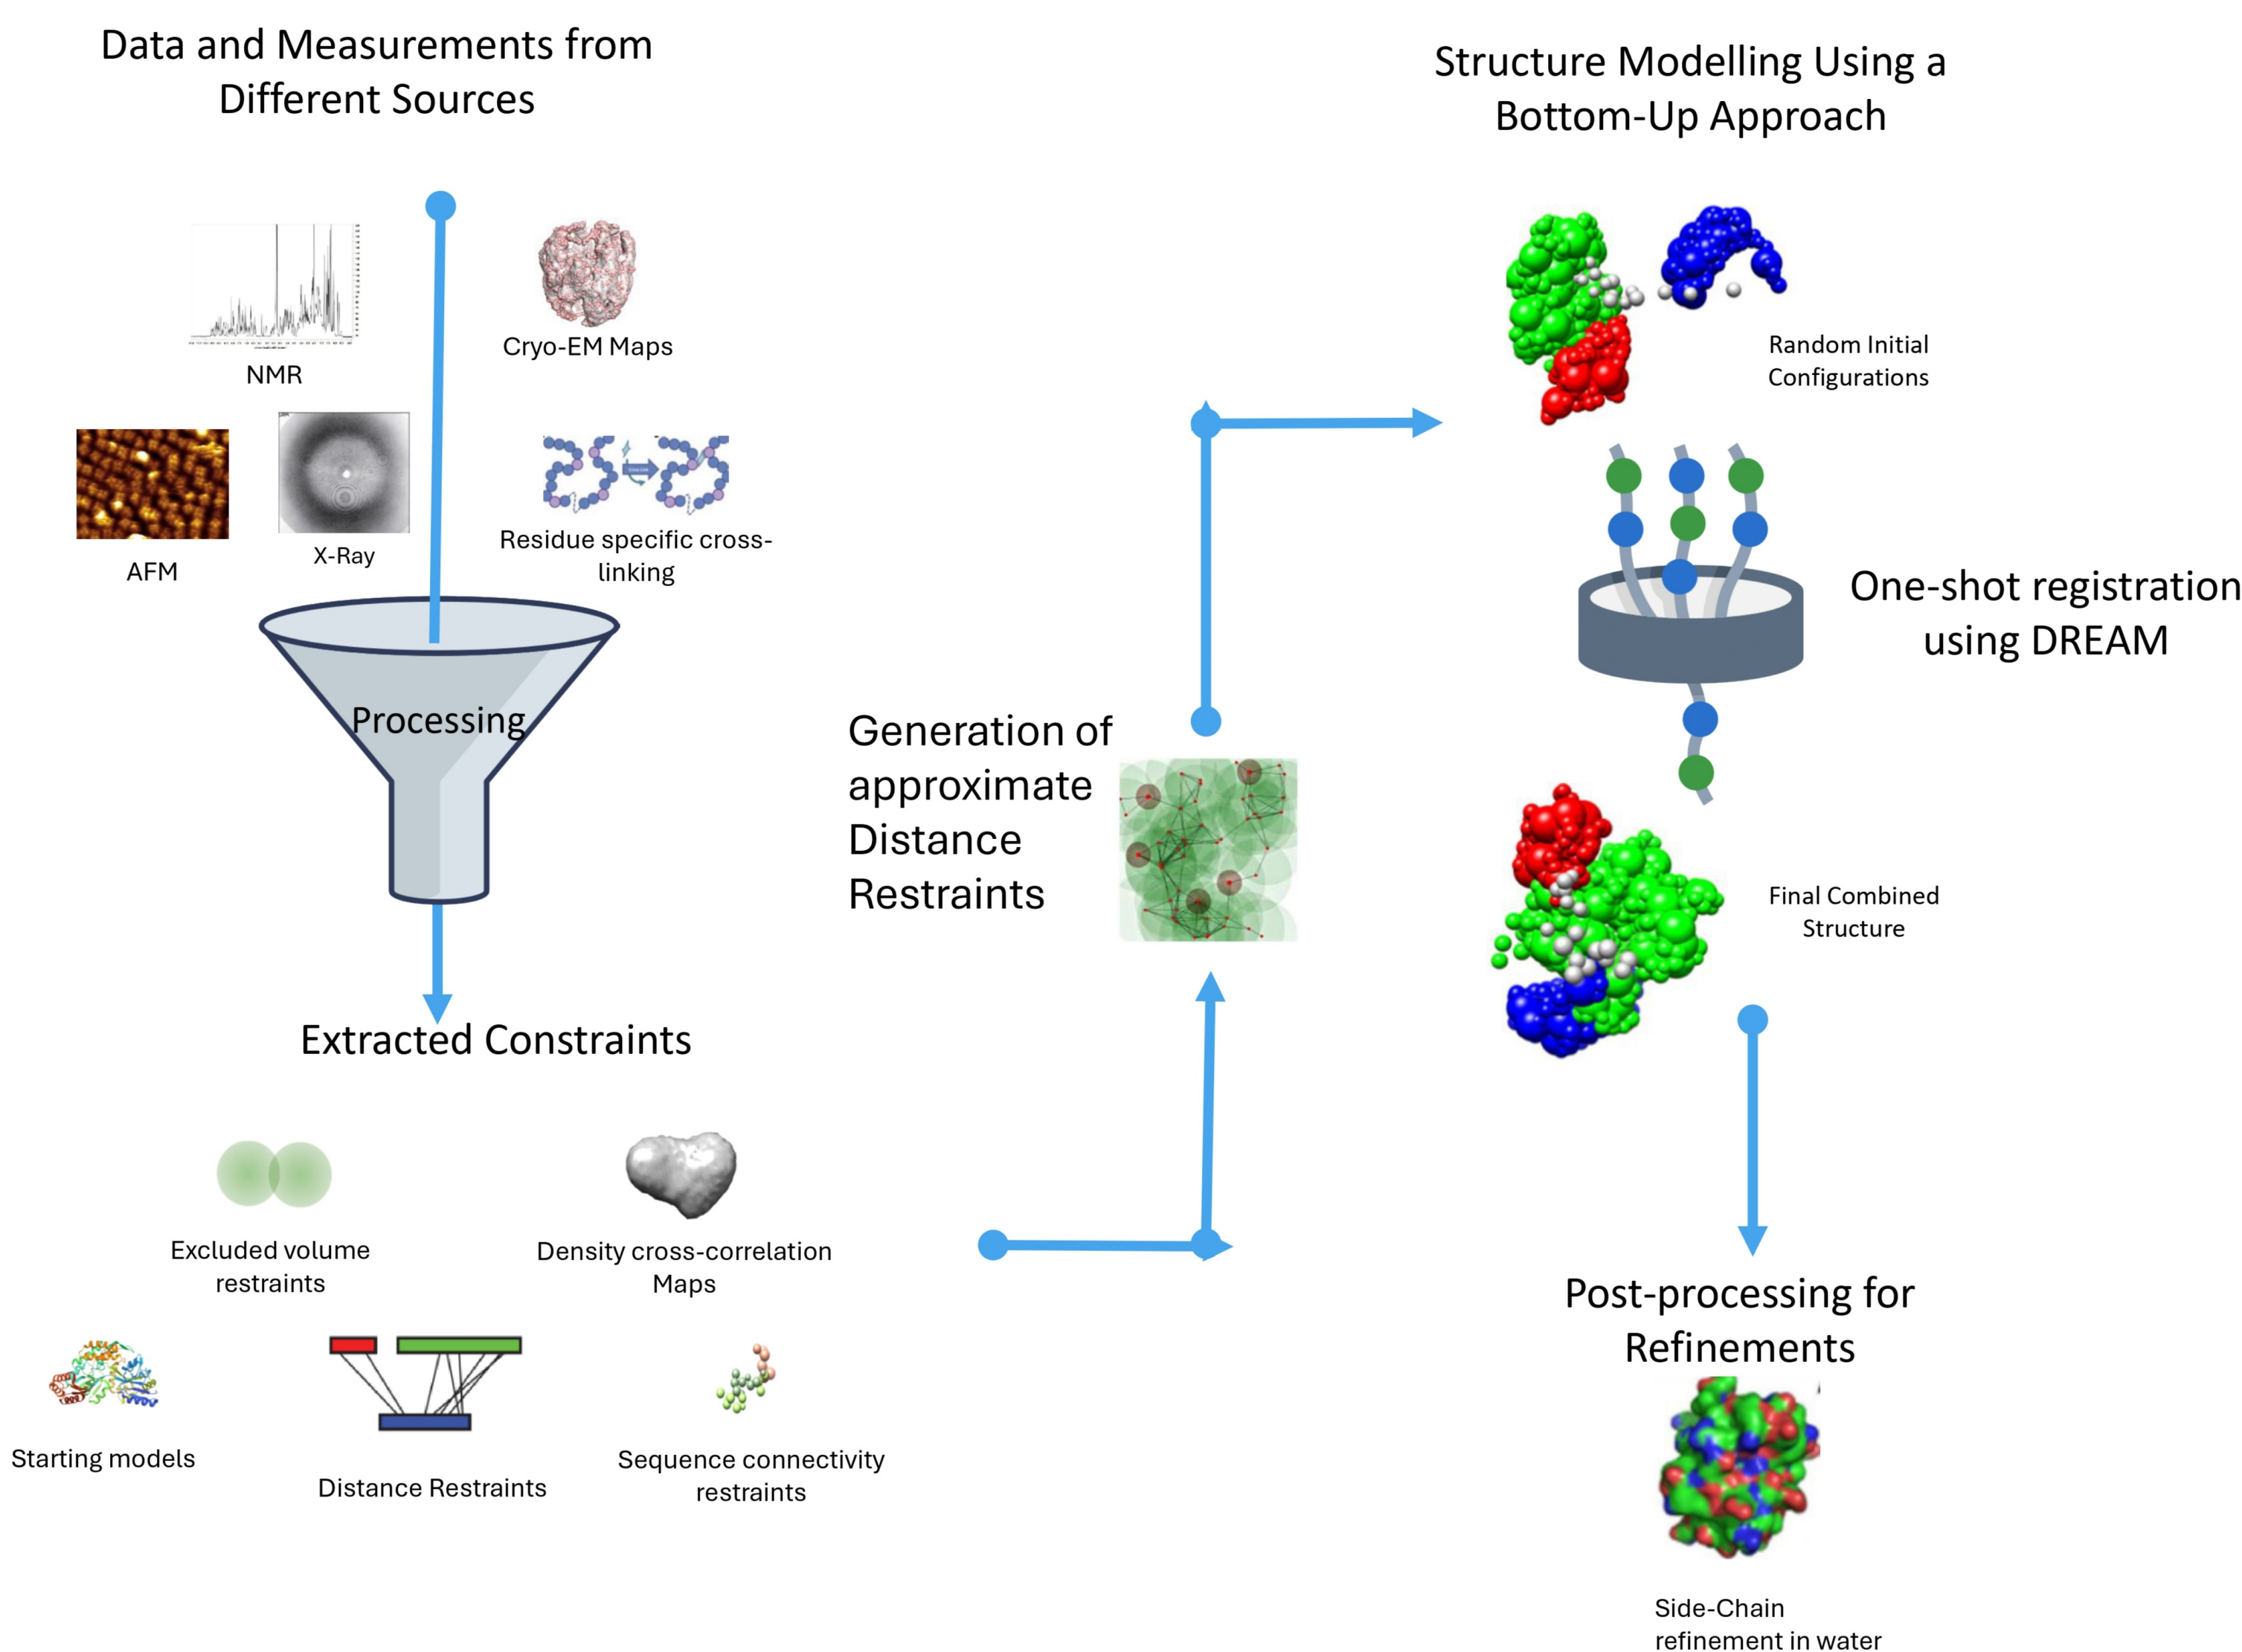 Data and Measurements from
Different Sources
NMR
Cryo-EM Maps
AFM
X-Ray
Residue specific cross-
linking
Processing
Extracted Constraints
Excluded volume
restraints
Density cross-correlation
Maps
Starting models
Distance Restraints
Sequence connectivity
restraints
Generation of
approximate
Distance
Restraints
Structure Modelling Using a
Bottom-Up Approach
Random Initial
Configurations
One-shot registration
using DREAM
Final Combined
Structure
Post-processing for
Refinements
Side-Chain
refinement in water